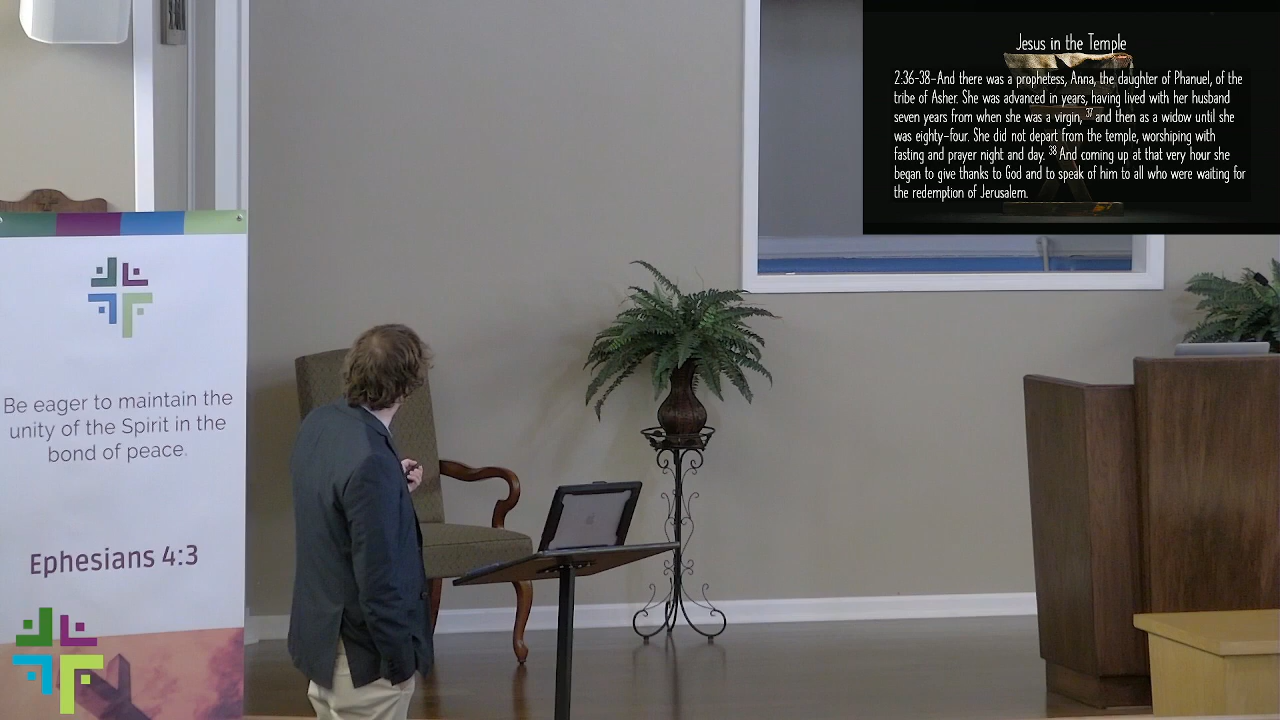 Jesus in the Temple
2:36-38-And there was a prophetess, Anna, the daughter of Phanuel, of the
tribe of Asher. She was advanced in years, having lived with her husband
seven years from when she was a virgin, 37 and then as a widow until she
was eighty-four. She did not depart from the temple, worshiping with
fasting and prayer night and day. 38 And coming up at that very hour she
began to give thanks to God and to speak of him to all who were waiting for
the redemption of Jerusalem.
Be eager to maintain the
unity of the Spirit in the
bond of peace.
Ephesians 4:3